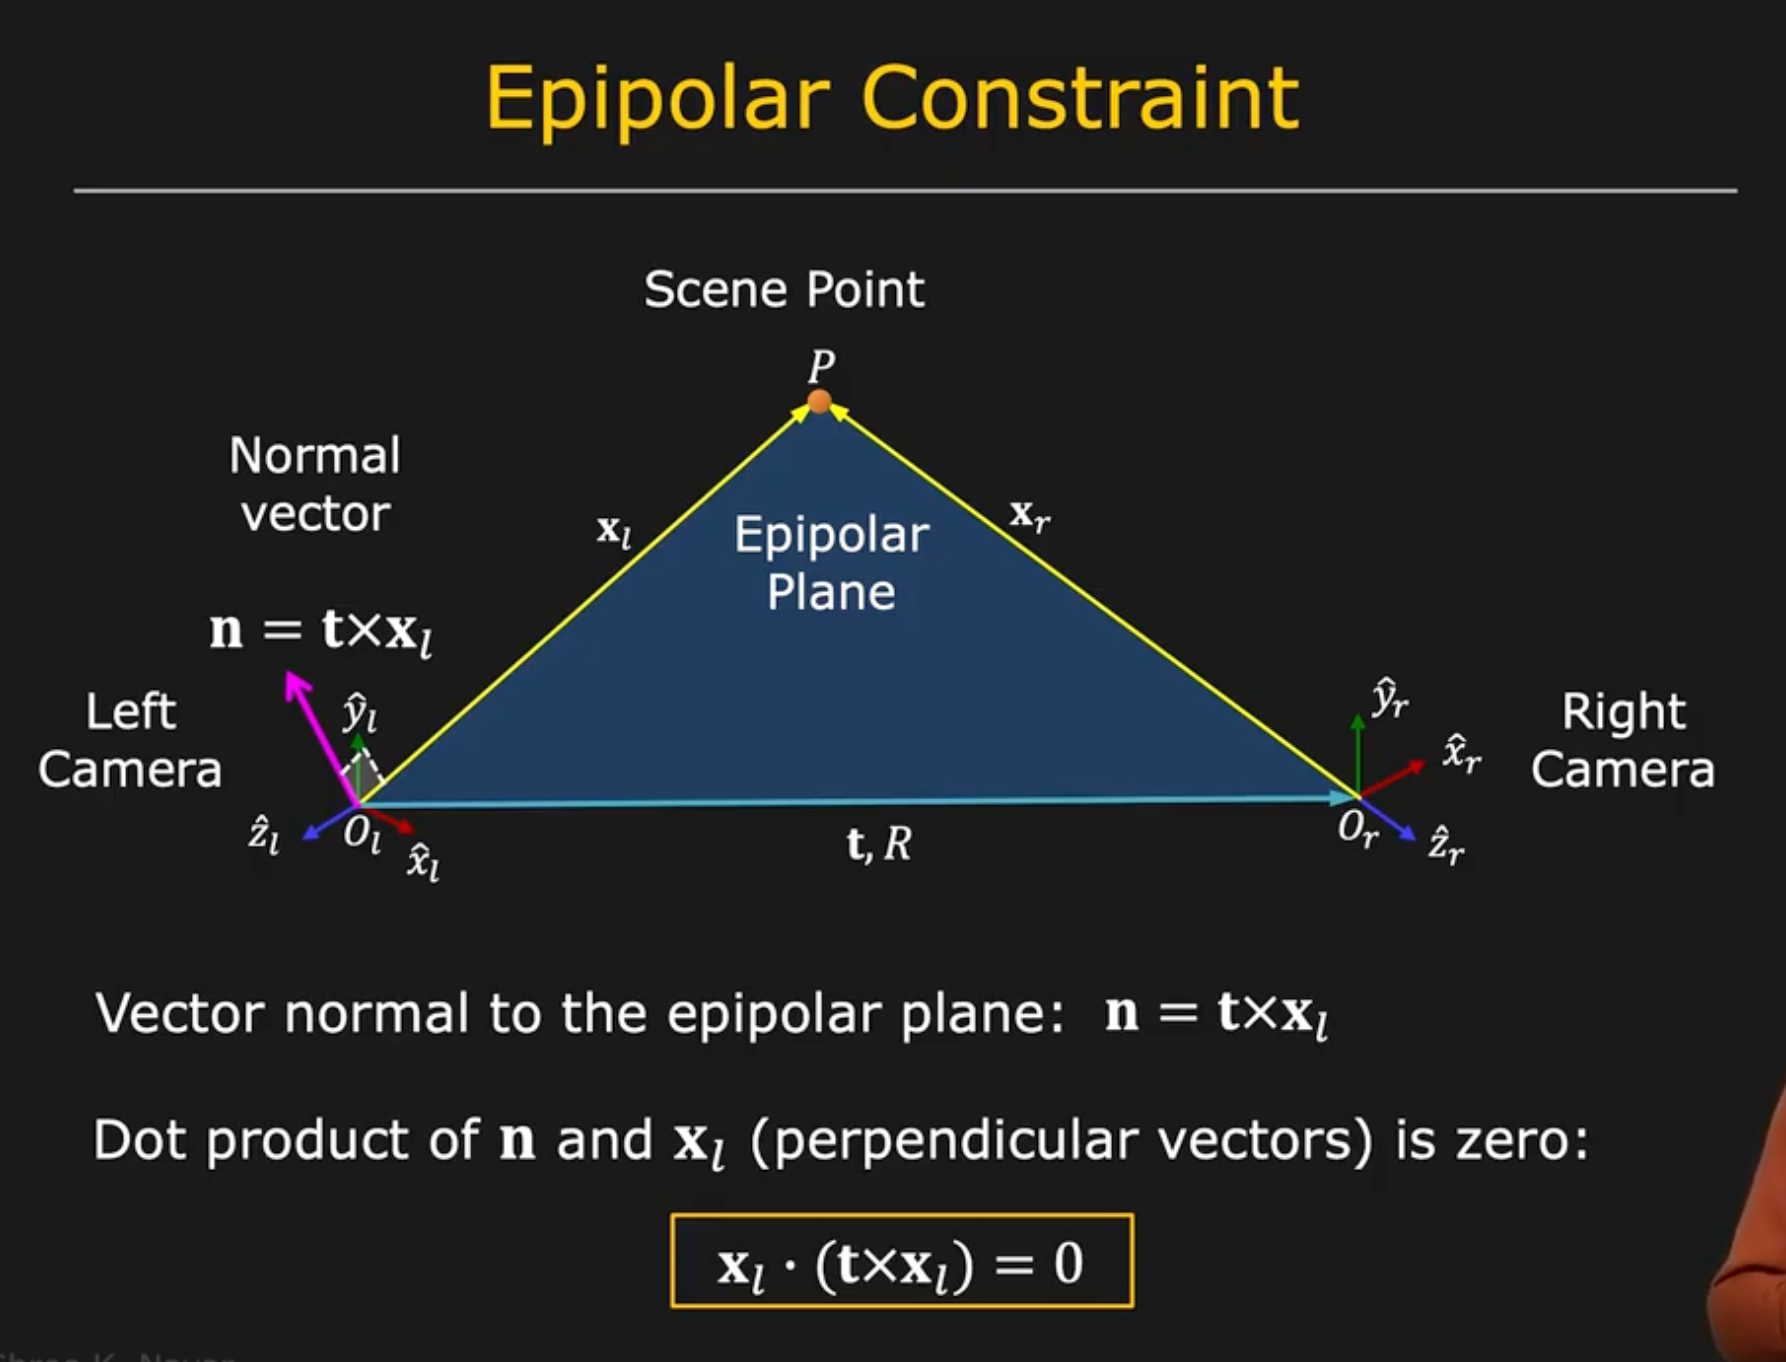 Epipolar Constraint
Scene Point
P
Normal
vector
𝐱ₗ
𝐱ᵣ
Epipolar
Plane
𝐧 = 𝐭×𝐱ₗ
Left
Camera
ŷₗ
ẑₗ
Oₗ
x̂ₗ
𝐭, R
ŷᵣ
x̂ᵣ
Oᵣ
ẑᵣ
Right
Camera
Vector normal to the epipolar plane: 𝐧 = 𝐭×𝐱ₗ
Dot product of 𝐧 and 𝐱ₗ (perpendicular vectors) is zero:
𝐱ₗ · (𝐭×𝐱ₗ) = 0